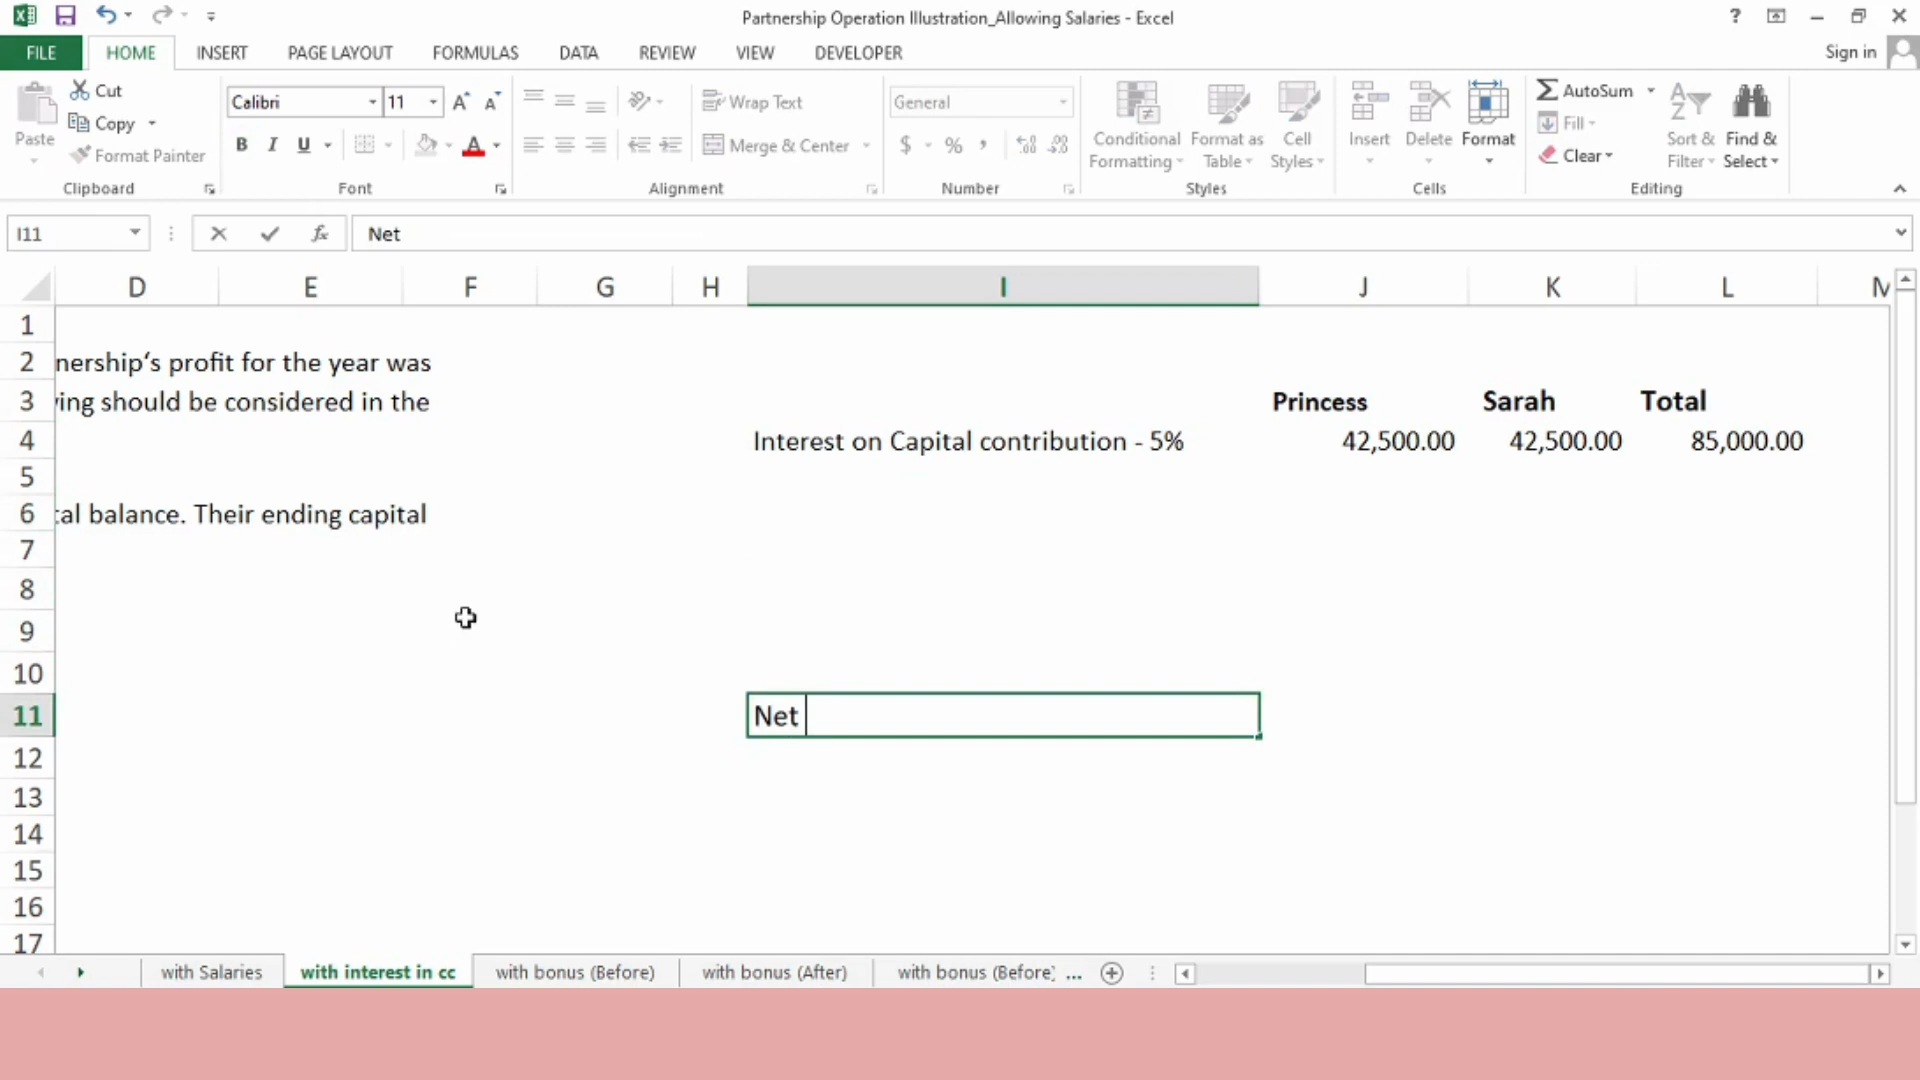 Partnership Operation Illustration_Allowing Salaries - Excel
?
FILE HOME INSERT PAGE LAYOUT FORMULAS DATA REVIEW VIEW DEVELOPER Sign in
Paste Cut Copy Format Painter Clipboard
Calibri 11 A A B I U A Font
Wrap Text Merge & Center Alignment
General $ % , Number
Conditional Formatting Format as Table Cell Styles Styles
Insert Delete Format Cells
AutoSum Fill Clear Sort & Filter Find & Select Editing
I11 fx Net
D E F G H I J K L M
1
2 nership‘s profit for the year was
3 ing should be considered in the Princess Sarah Total
4 Interest on Capital contribution - 5% 42,500.00 42,500.00 85,000.00
5
6 tal balance. Their ending capital
7
8
9
10
11 Net
12
13
14
15
16
17
with Salaries with interest in cc with bonus (Before) with bonus (After) with bonus (Before) ...